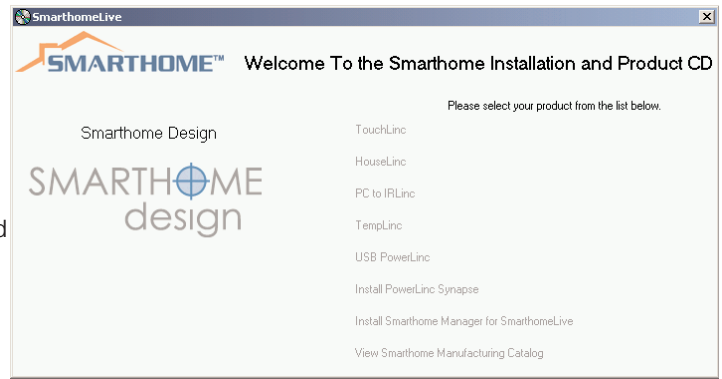 SmarthomeLive
SMARTHOME™
Welcome To the Smarthome Installation and Product CD
Please select your product from the list below.
Smarthome Design
SMARTHOME
design
TouchLinc
HouseLinc
PC to IRLinc
TempLinc
USB PowerLinc
Install PowerLinc Synapse
Install Smarthome Manager for SmarthomeLive
View Smarthome Manufacturing Catalog